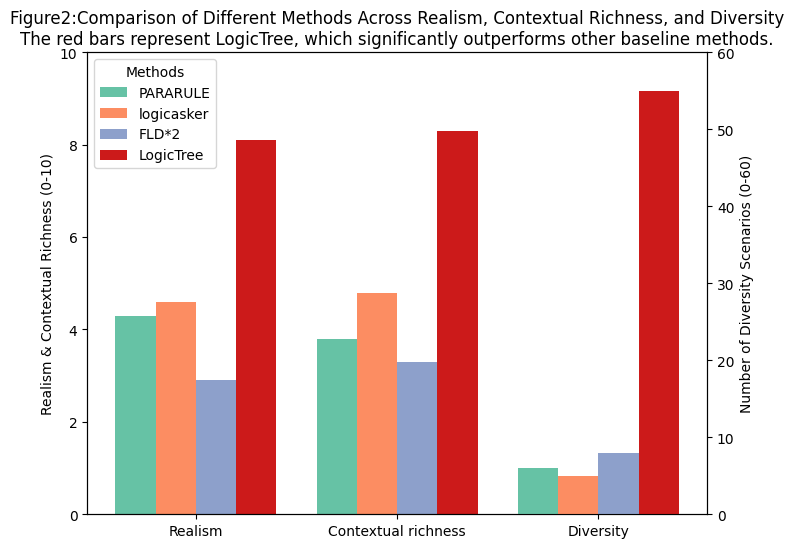 Figure2:Comparison of Different Methods Across Realism, Contextual Richness, and Diversity
The red bars represent LogicTree, which significantly outperforms other baseline methods.
Methods
PARARULE
logicasker
FLD*2
LogicTree
Realism & Contextual Richness (0-10)
10
8
6
4
2
0
Number of Diversity Scenarios (0-60)
60
50
40
30
20
10
0
Realism
Contextual richness
Diversity